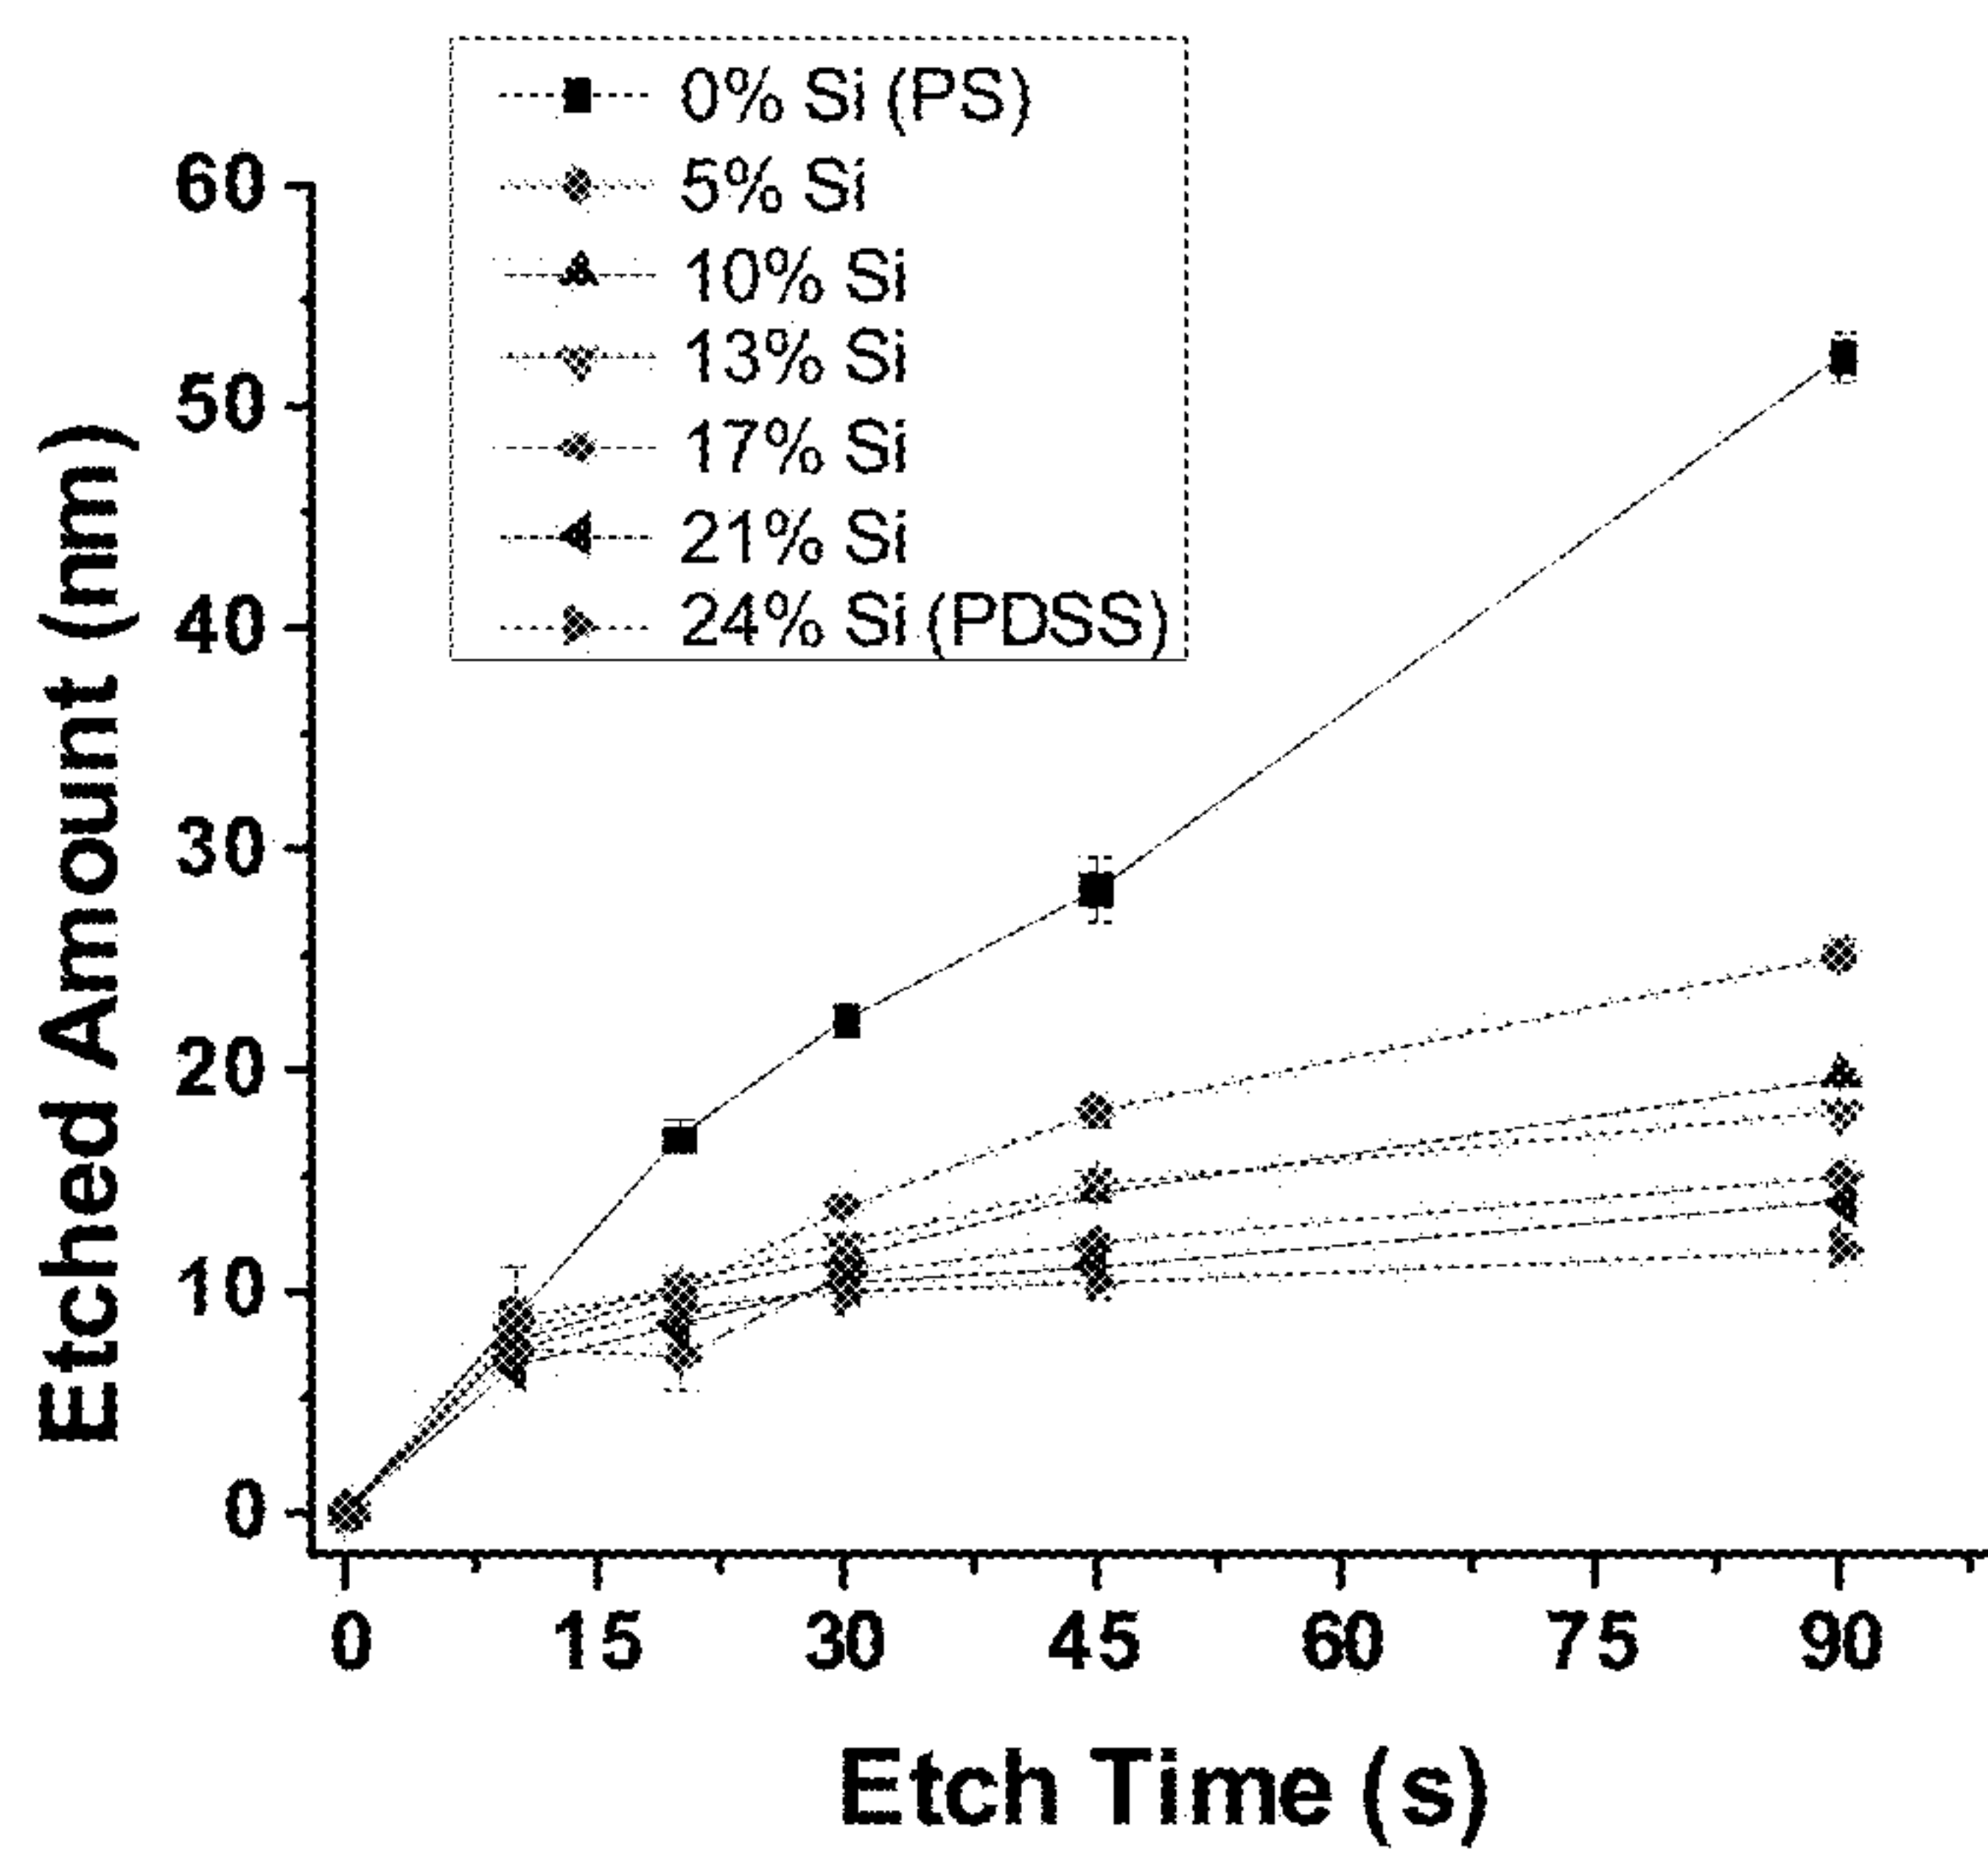 0% Si (PS)
5% Si
10% Si
13% Si
17% Si
21% Si
24% Si (PDSS)
60
50
40
30
20
10
0
Etched Amount (nm)
0 15 30 45 60 75 90
Etch Time (s)